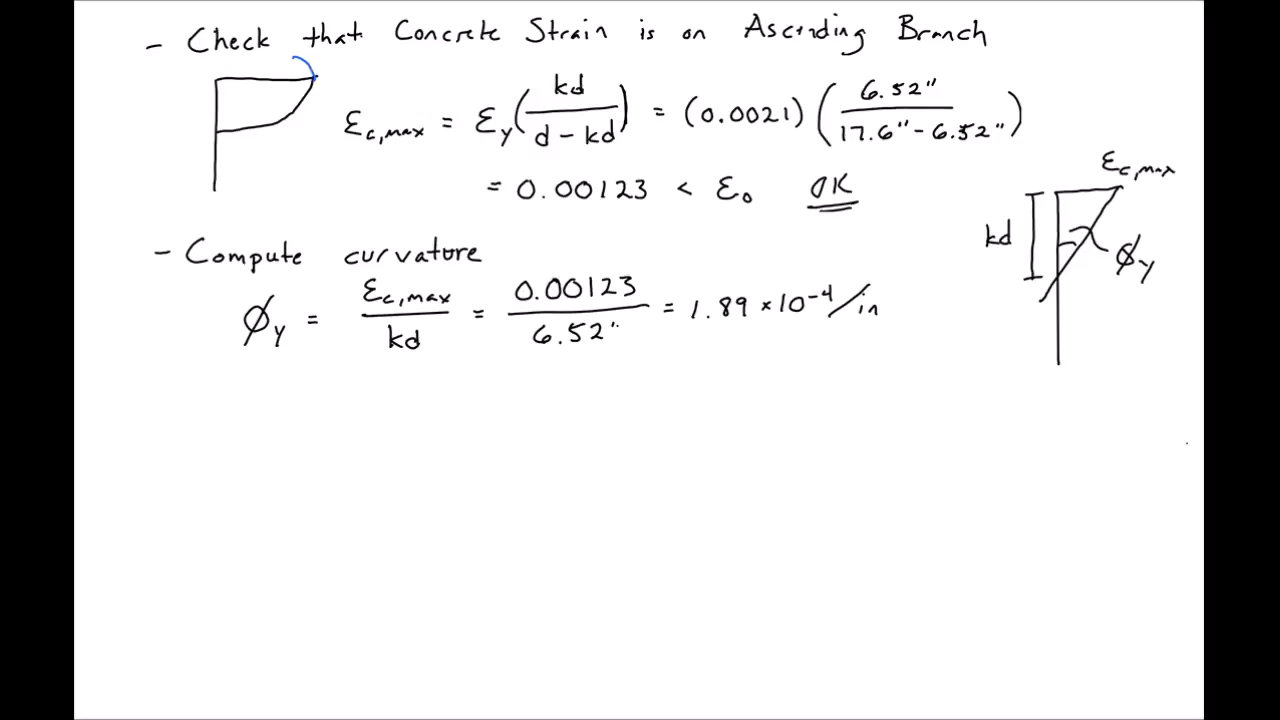 - Check that Concrete Strain is on Ascending Branch
εc,max = εy (kd / (d - kd)) = (0.0021) (6.52" / (17.6" - 6.52"))
= 0.00123 < ε0 OK
εc,max
kd
ϕy
- Compute curvature
ϕy = εc,max / kd = 0.00123 / 6.52" = 1.89 × 10⁻⁴/in